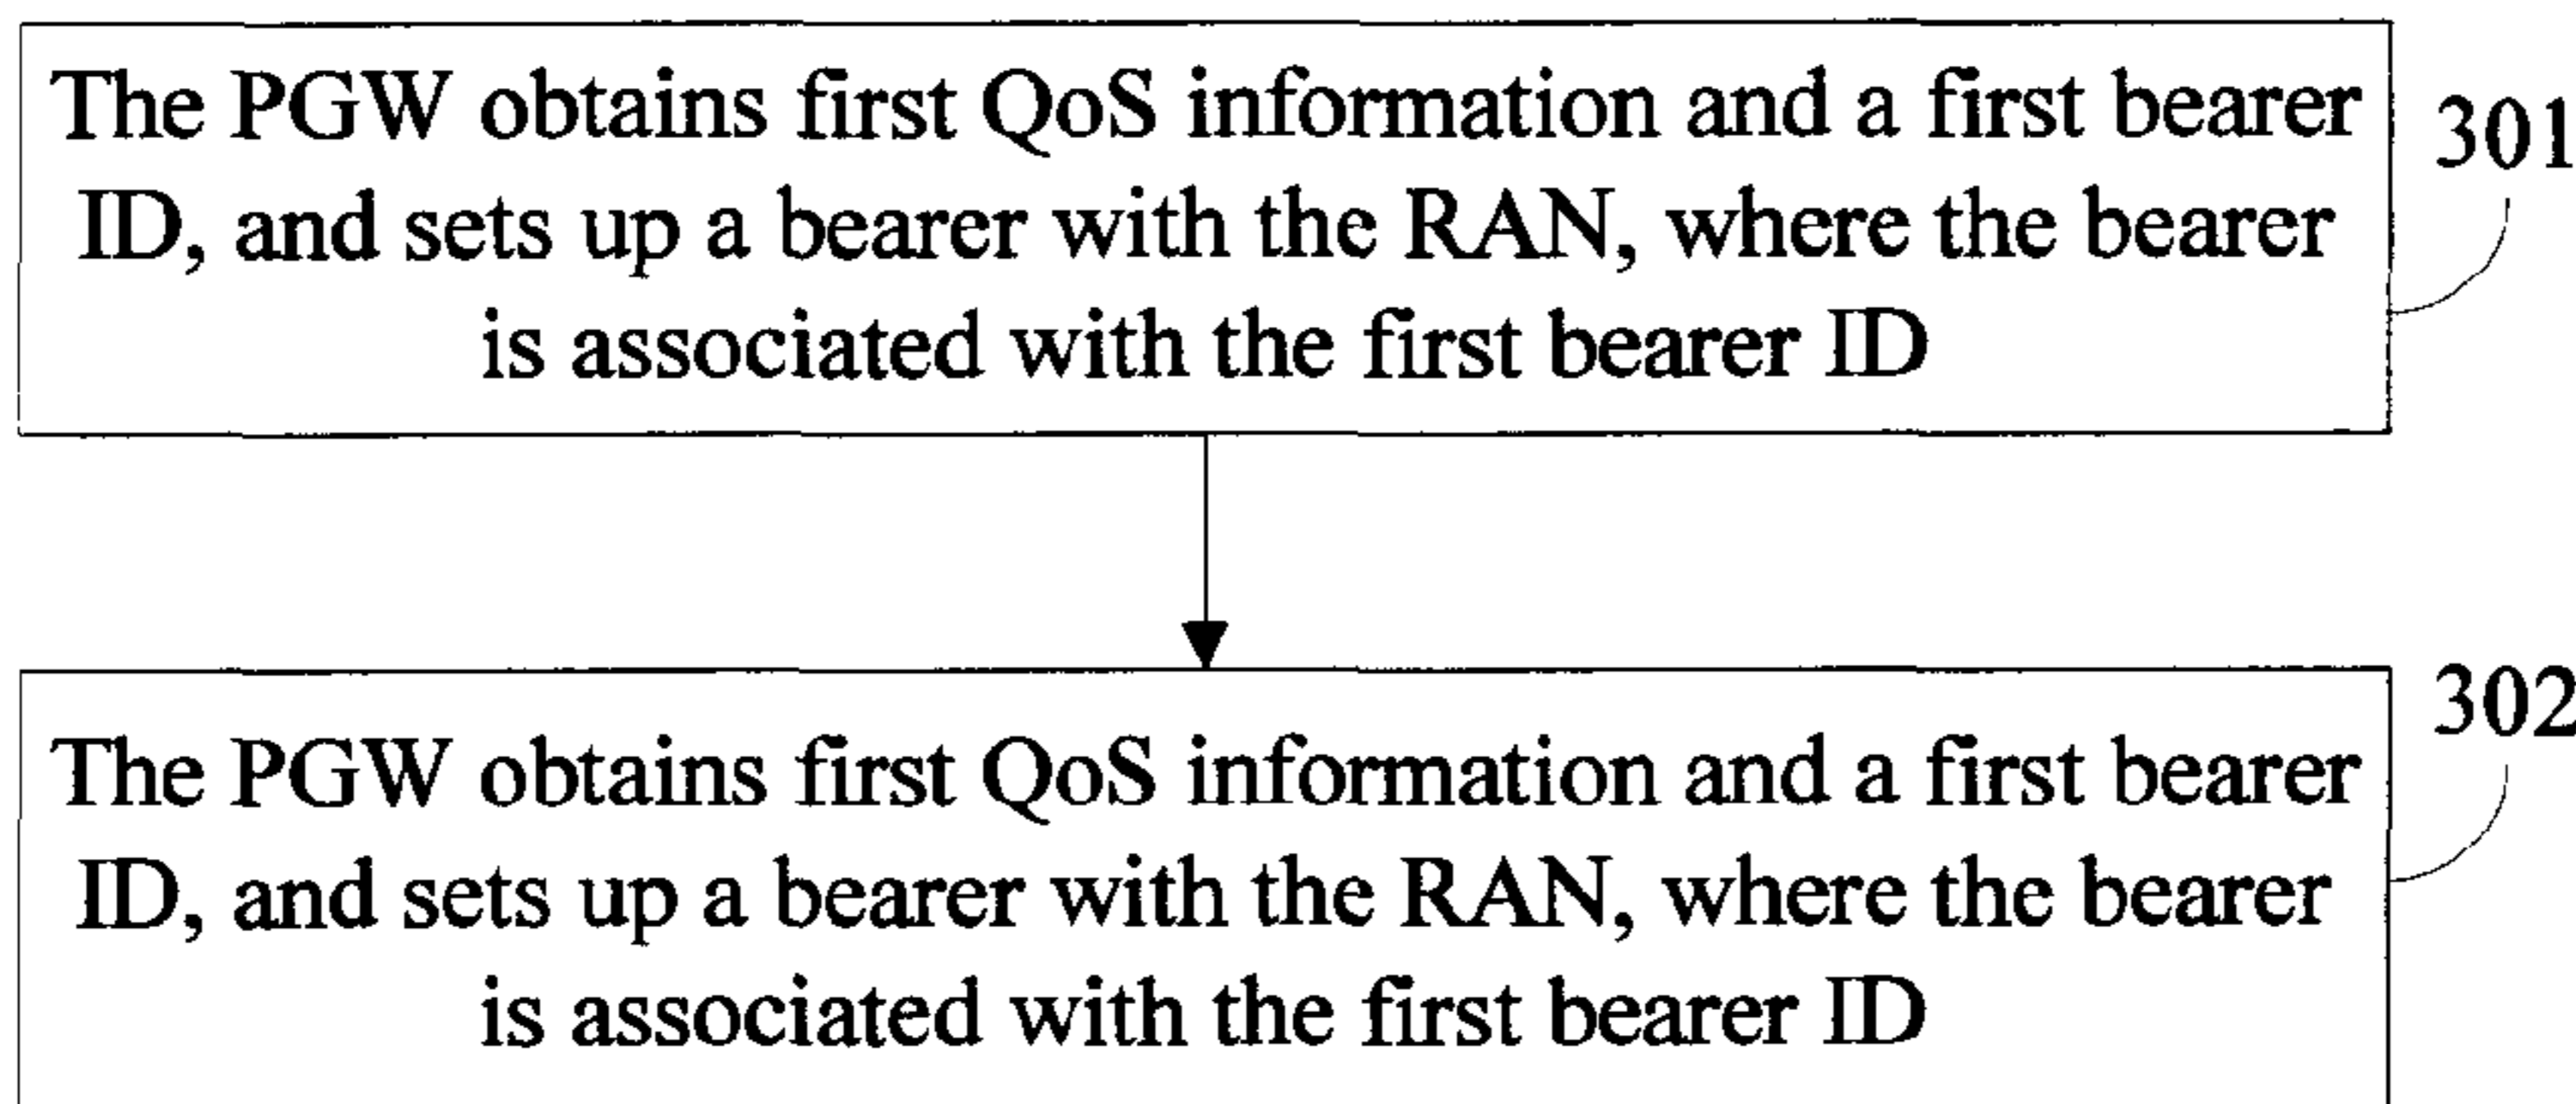 The PGW obtains first QoS information and a first bearer
ID, and sets up a bearer with the RAN, where the bearer
is associated with the first bearer ID
301
The PGW obtains first QoS information and a first bearer
ID, and sets up a bearer with the RAN, where the bearer
is associated with the first bearer ID
302